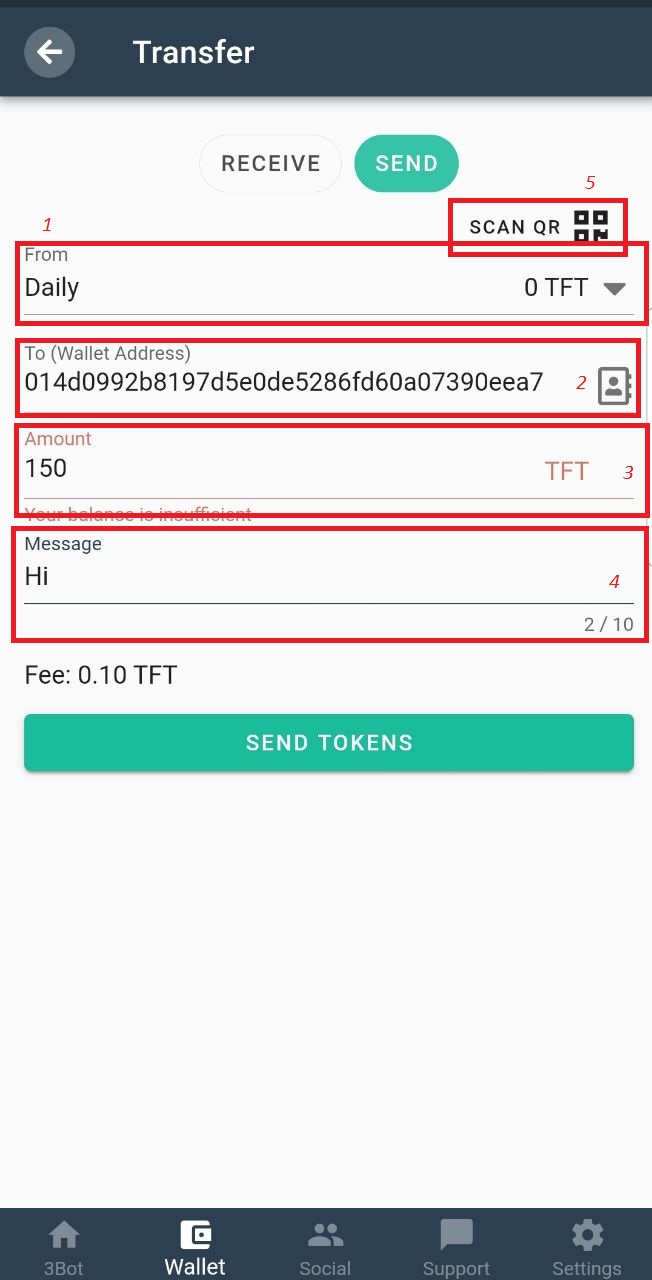 Transfer
RECEIVE SEND
5
1
SCAN QR
From
Daily 0 TFT
To (Wallet Address)
014d0992b8197d5e0de5286fd60a07390eea7 2
Amount
150 TFT 3
Your balance is insufficient
Message
Hi
4
2 / 10
Fee: 0.10 TFT
SEND TOKENS
3Bot Wallet Social Support Settings